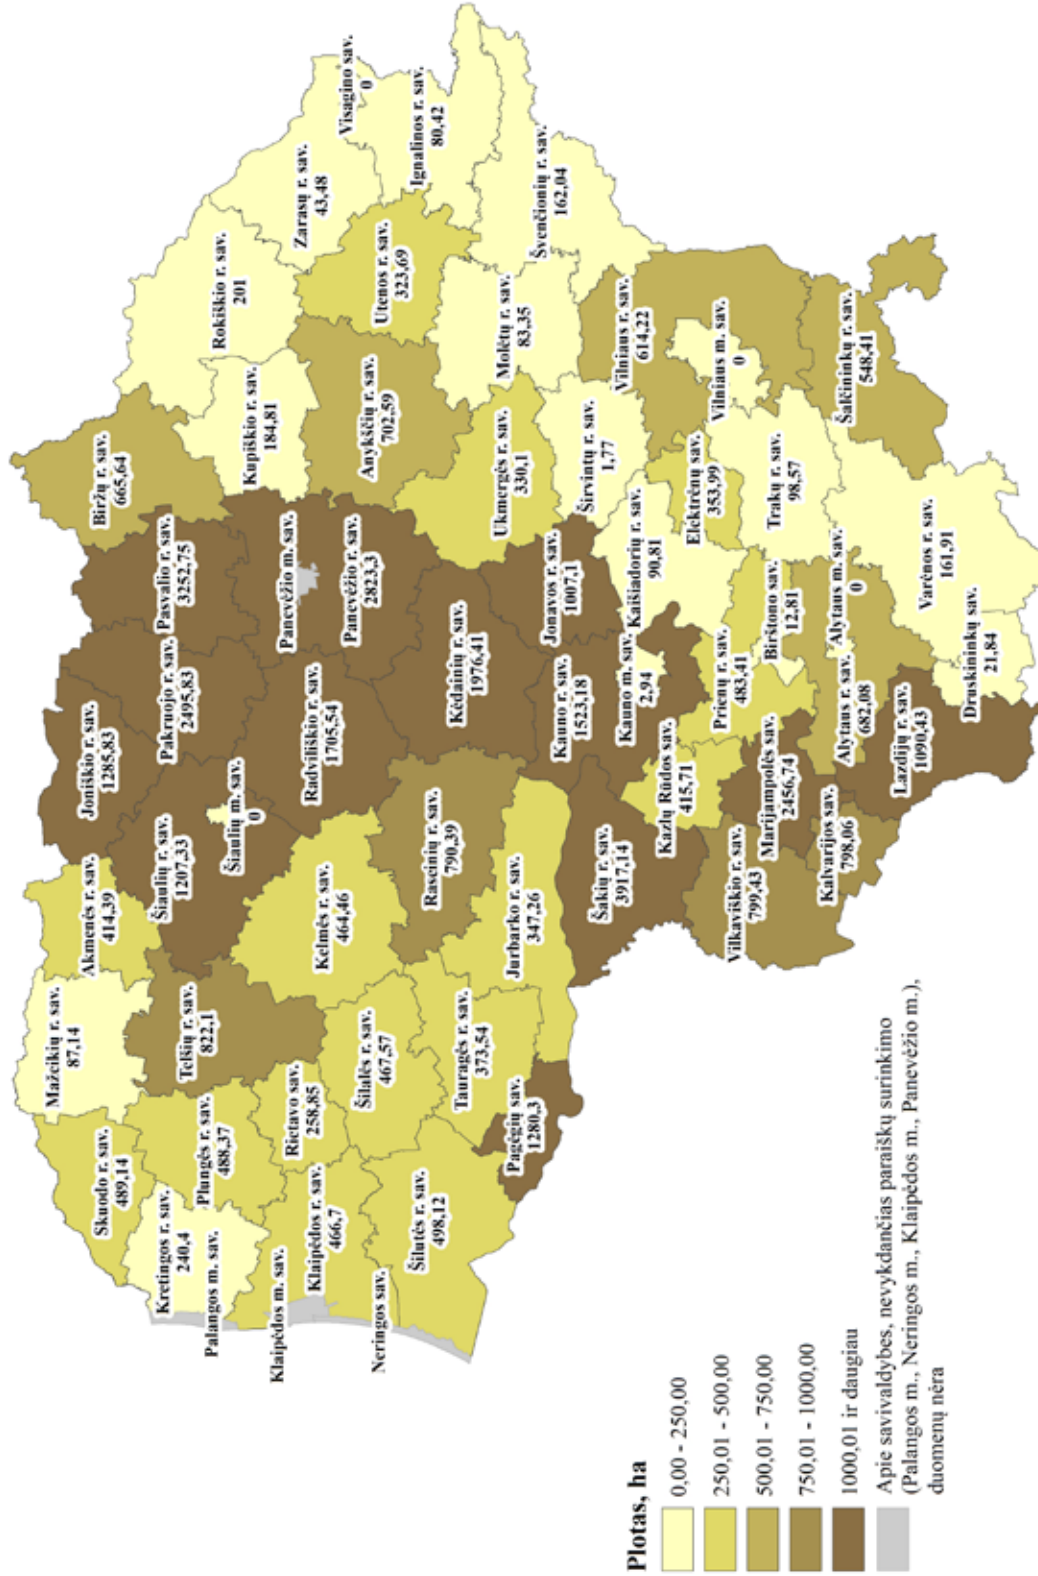 Skuodo r. sav.
489,14
Mažeikių r. sav.
87,14
Akmenės r. sav.
414,39
Joniškio r. sav.
1285,83
Biržų r. sav.
665,64
Kretingos r. sav.
240,4
Palangos m. sav.
Plungės r. sav.
488,37
Telšių r. sav.
822,1
Šiaulių r. sav.
1207,33
Šiaulių m. sav.
0
Pakruojo r. sav.
2495,83
Pasvalio r. sav.
3252,75
Rokiškio r. sav.
201
Kupiškio r. sav.
184,81
Klaipėdos m. sav.
Klaipėdos r. sav.
466,7
Rietavo sav.
258,85
Kelmės r. sav.
464,46
Radviliškio r. sav.
1705,54
Panevėžio m. sav.
Panevėžio r. sav.
2823,3
Zarasų r. sav.
43,48
Visagino sav.
0
Neringos sav.
Šilutės r. sav.
498,12
Šilalės r. sav.
467,57
Raseinių r. sav.
790,39
Kėdainių r. sav.
1976,41
Anykščių r. sav.
702,59
Utenos r. sav.
323,69
Ignalinos r. sav.
80,42
Tauragės r. sav.
373,54
Pagėgių sav.
1280,3
Jurbarko r. sav.
347,26
Ukmergės r. sav.
330,1
Molėtų r. sav.
83,35
Švenčionių r. sav.
162,04
Jonavos r. sav.
1007,1
Kauno r. sav.
1523,18
Kauno m. sav.
2,94
Šakių r. sav.
3917,14
Kaišiadorių r. sav.
90,81
Širvintų r. sav.
1,77
Vilniaus r. sav.
614,22
Vilniaus m. sav.
0
Kazlų Rūdos sav.
415,71
Prienų r. sav.
483,41
Elektrėnų sav.
353,99
Trakų r. sav.
98,57
Birštono sav.
12,81
Vilkaviškio r. sav.
799,43
Marijampolės sav.
2456,74
Kalvarijos sav.
798,06
Alytaus r. sav.
682,08
Alytaus m. sav.
0
Šalčininkų r. sav.
548,41
Lazdijų r. sav.
1090,43
Varėnos r. sav.
161,91
Druskininkų sav.
21,84
Plotas, ha
0,00 - 250,00
250,01 - 500,00
500,01 - 750,00
750,01 - 1000,00
1000,01 ir daugiau
Apie savivaldybes, nevykdančias paraiškų surinkimo
(Palangos m., Neringos m., Klaipėdos m., Panevėžio m.),
duomenų nėra